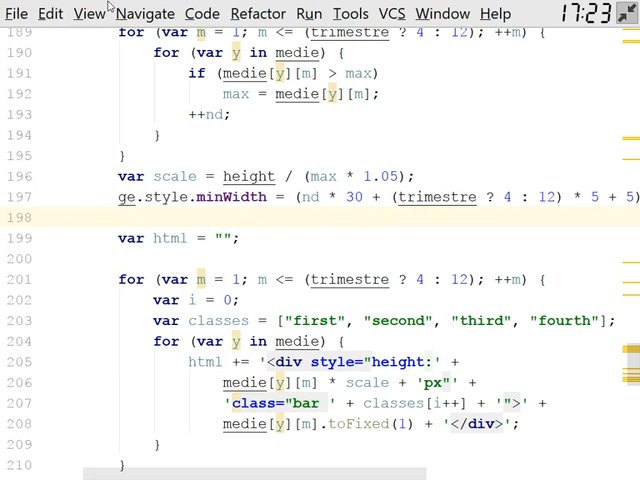 File Edit View Navigate Code Refactor Run Tools VCS Window Help 17:23
189 for (var m = 1; m <= (trimestre ? 4 : 12); ++m) {
190 for (var y in medie) {
191 if (medie[y][m] > max)
192 max = medie[y][m];
193 ++nd;
194 }
195 }
196 var scale = height / (max * 1.05);
197 ge.style.minWidth = (nd * 30 + (trimestre ? 4 : 12) * 5 + 5)
198
199 var html = "";
200
201 for (var m = 1; m <= (trimestre ? 4 : 12); ++m) {
202 var i = 0;
203 var classes = ["first", "second", "third", "fourth"];
204 for (var y in medie) {
205 html += '<div style="height:' +
206 medie[y][m] * scale + 'px"' +
207 'class="bar ' + classes[i++] + '">' +
208 medie[y][m].toFixed(1) + '</div>';
209 }
210 }